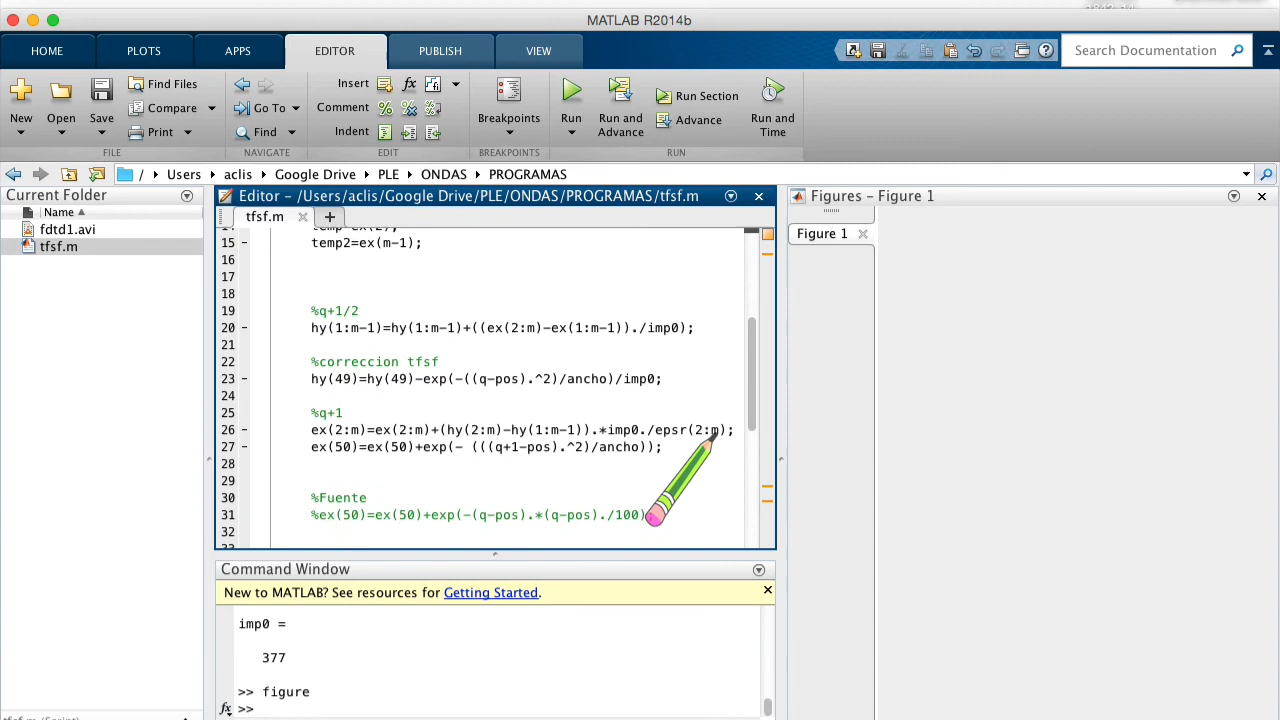 MATLAB R2014b
HOME PLOTS APPS EDITOR PUBLISH VIEW Search Documentation
New Open Save Find Files Compare Print Go To Find Insert Comment Indent Breakpoints Run Run and Advance Run Section Advance Run and Time
FILE NAVIGATE EDIT BREAKPOINTS RUN
/ Users aclis Google Drive PLE ONDAS PROGRAMAS
Current Folder
Name
fdtd1.avi
tfsf.m
Editor - /Users/aclis/Google Drive/PLE/ONDAS/PROGRAMAS/tfsf.m
tfsf.m
15 temp2=ex(m-1);
16
17
18
19 %q+1/2
20 hy(1:m-1)=hy(1:m-1)+((ex(2:m)-ex(1:m-1))./imp0);
21
22 %correccion tfsf
23 hy(49)=hy(49)-exp(-((q-pos).^2)/ancho)/imp0;
24
25 %q+1
26 ex(2:m)=ex(2:m)+(hy(2:m)-hy(1:m-1)).*imp0./epsr(2:m);
27 ex(50)=ex(50)+exp(- (((q+1-pos).^2)/ancho));
28
29
30 %Fuente
31 %ex(50)=ex(50)+exp(-(q-pos).*(q-pos)./100)
32
Figures - Figure 1
Figure 1
Command Window
New to MATLAB? See resources for Getting Started.
imp0 =
377
>> figure
fx >>